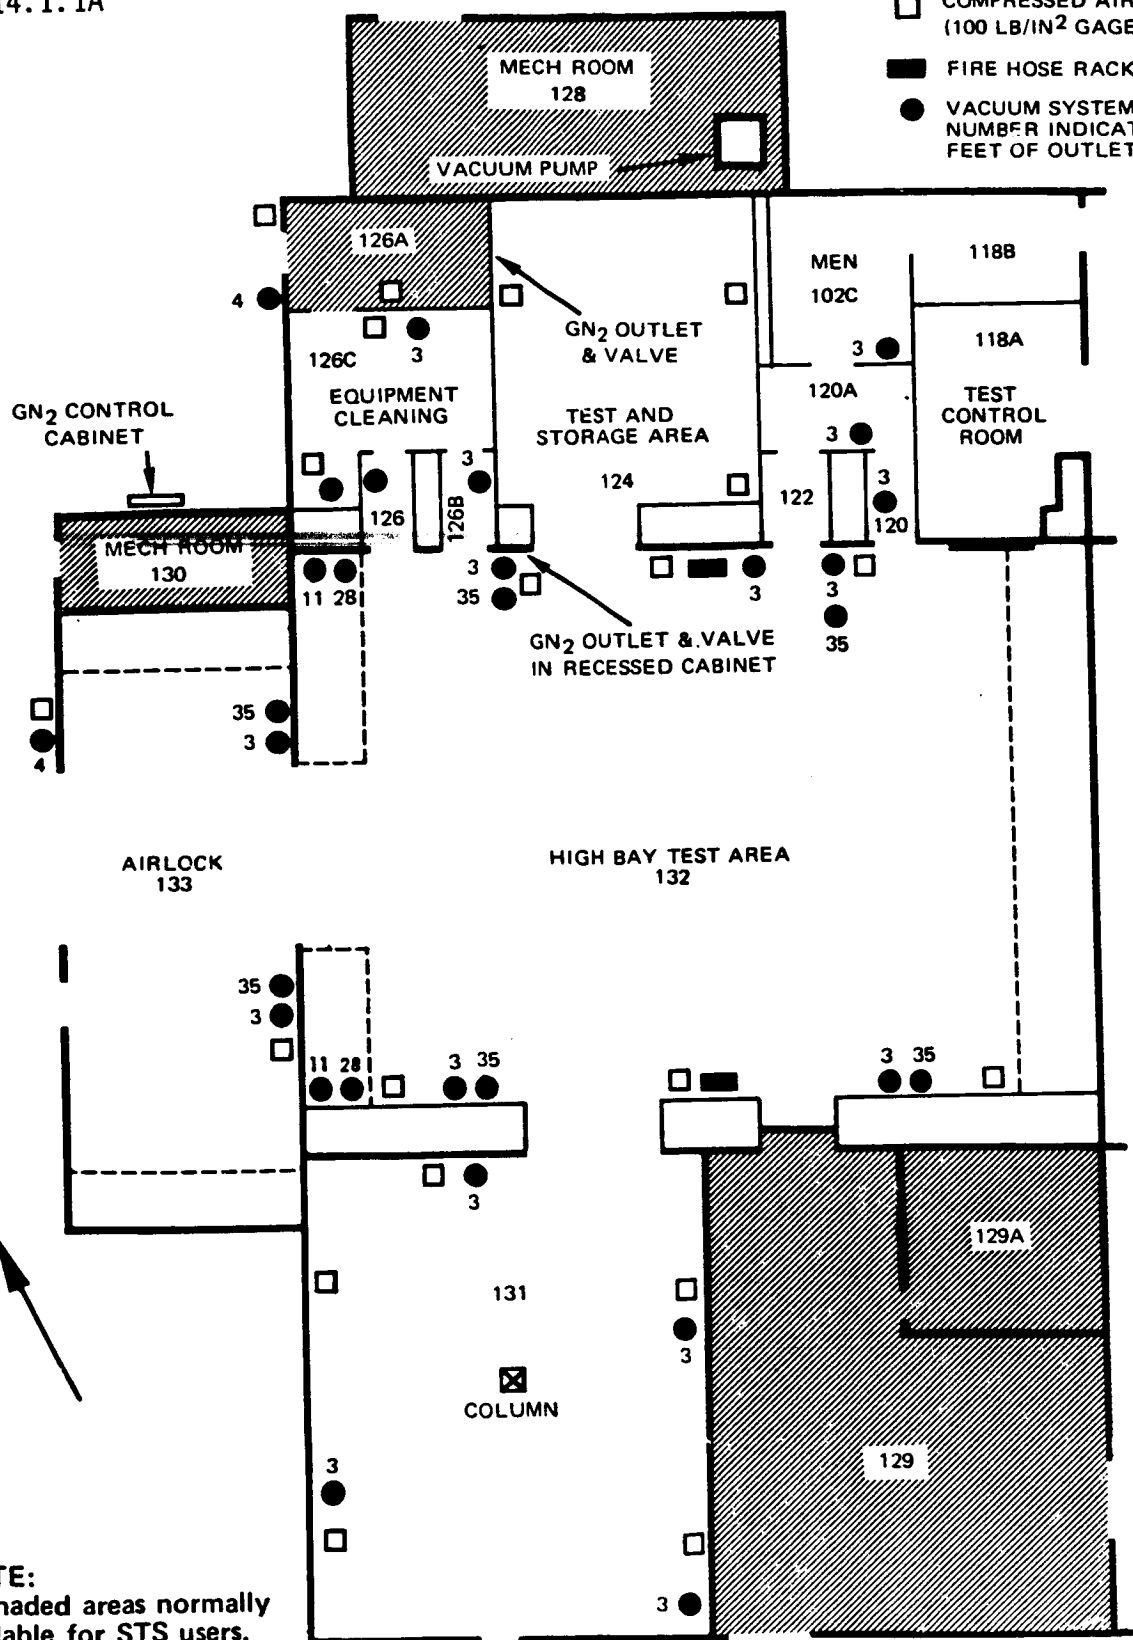 14.1.1A
COMPRESSED AIR
(100 LB/IN2 GAGE
FIRE HOSE RACK
VACUUM SYSTEM
NUMBER INDICAT
FEET OF OUTLET
MECH ROOM
128
VACUUM PUMP
126A
4
GN2 OUTLET
& VALVE
MEN
102C
118B
118A
3
126C
3
EQUIPMENT
CLEANING
TEST AND
STORAGE AREA
124
120A
TEST
CONTROL
ROOM
GN2 CONTROL
CABINET
3
3
3
126
126B
122
120
MECH ROOM
130
11 28
3
35
3
3
35
GN2 OUTLET & VALVE
IN RECESSED CABINET
35
3
4
AIRLOCK
133
HIGH BAY TEST AREA
132
35
3
11 28
3 35
3 35
3
129A
131
3
COLUMN
129
3
3
TE:
haded areas normally
lable for STS users.